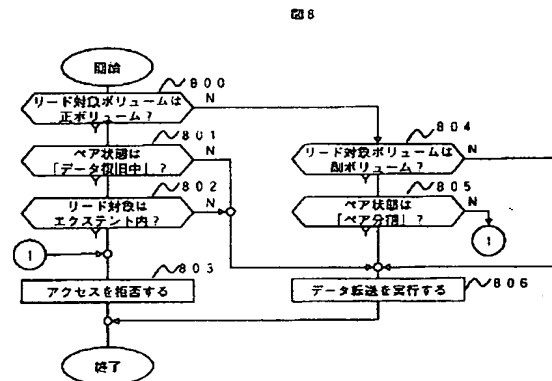 図8
開始
800
リード対象ボリュームは
正ボリューム?
N
Y
801
ペア状態は
「データ復旧中」?
N
Y
802
リード対象は
エクステント内?
N
Y
1
803
アクセスを拒否する
終了
804
リード対象ボリュームは
副ボリューム?
N
Y
805
ペア状態は
「ペア分割」?
N
Y
1
806
データ転送を実行する